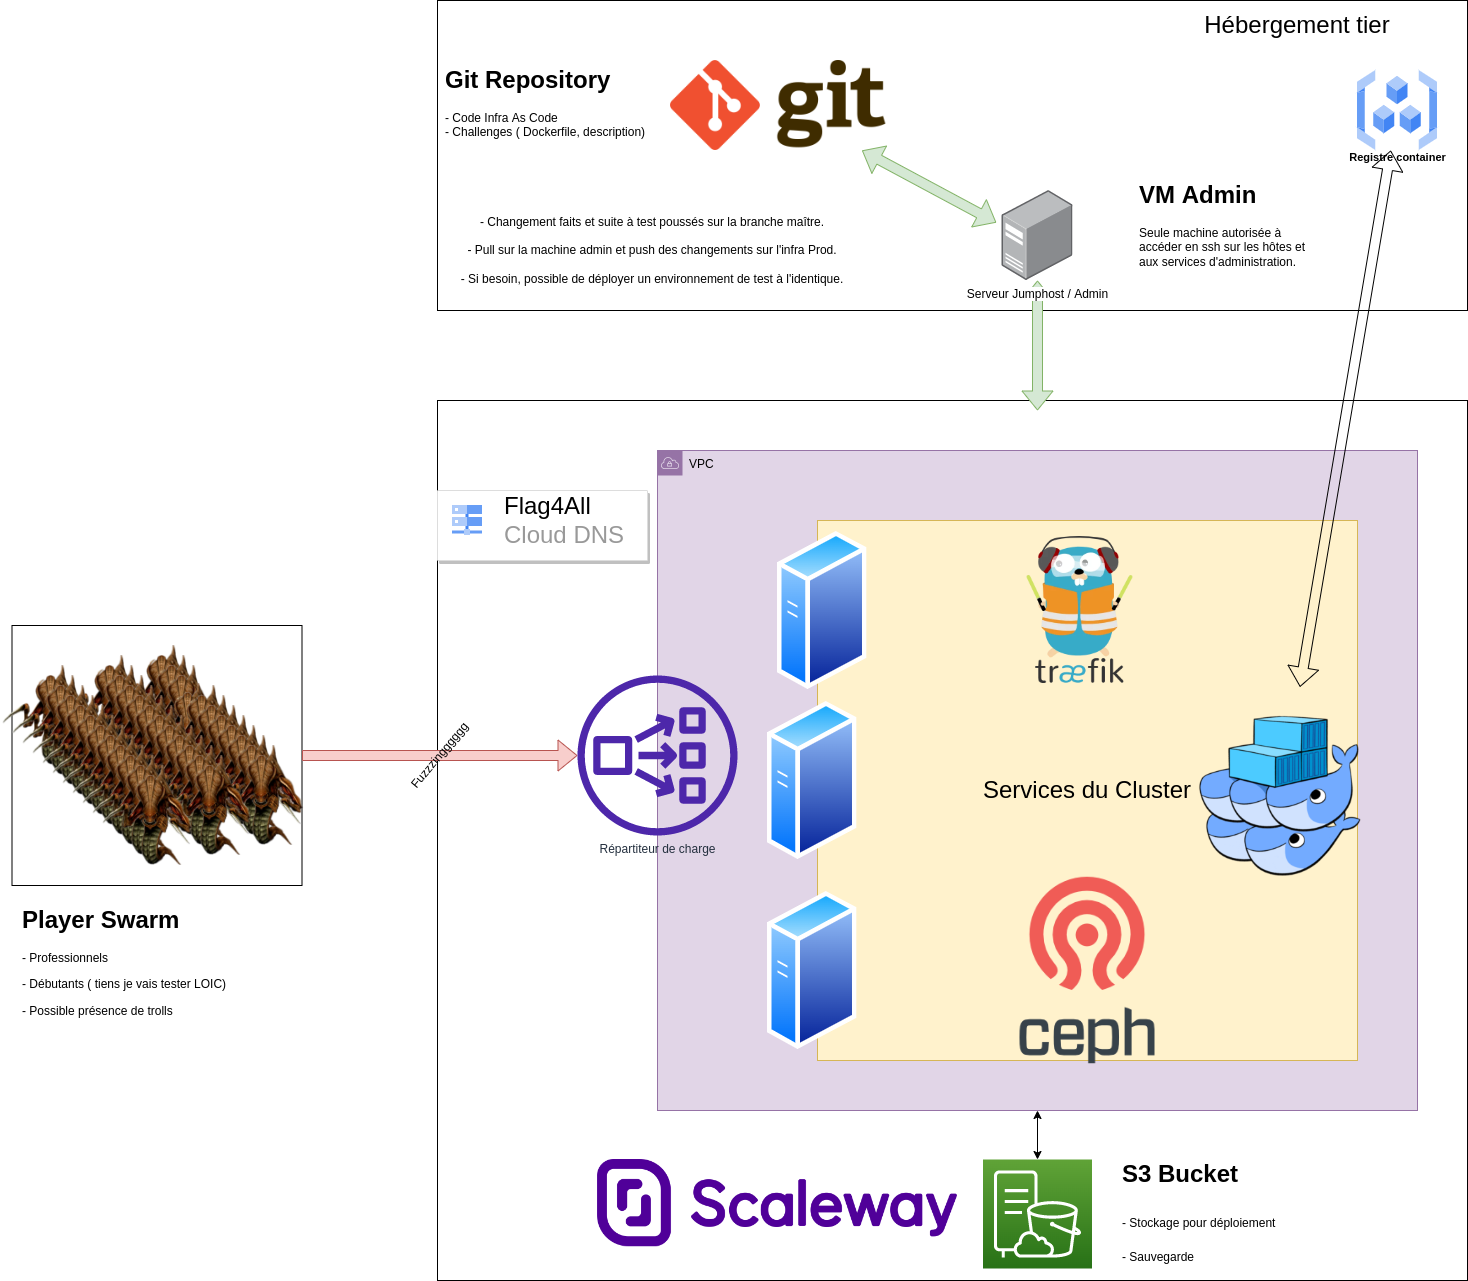 Hébergement tier
Git Repository
- Code Infra As Code
- Challenges ( Dockerfile, description)
git
Registre container
- Changement faits et suite à test poussés sur la branche maître.
- Pull sur la machine admin et push des changements sur l'infra Prod.
- Si besoin, possible de déployer un environnement de test à l'identique.
VM Admin
Seule machine autorisée à
accéder en ssh sur les hôtes et
aux services d'administration.
Serveur Jumphost / Admin
VPC
Flag4All
Cloud DNS
træfik
Fuzzzingggggg
Services du Cluster
Répartiteur de charge
Player Swarm
- Professionnels
- Débutants ( tiens je vais tester LOIC)
- Possible présence de trolls
ceph
Scaleway
S3 Bucket
- Stockage pour déploiement
- Sauvegarde